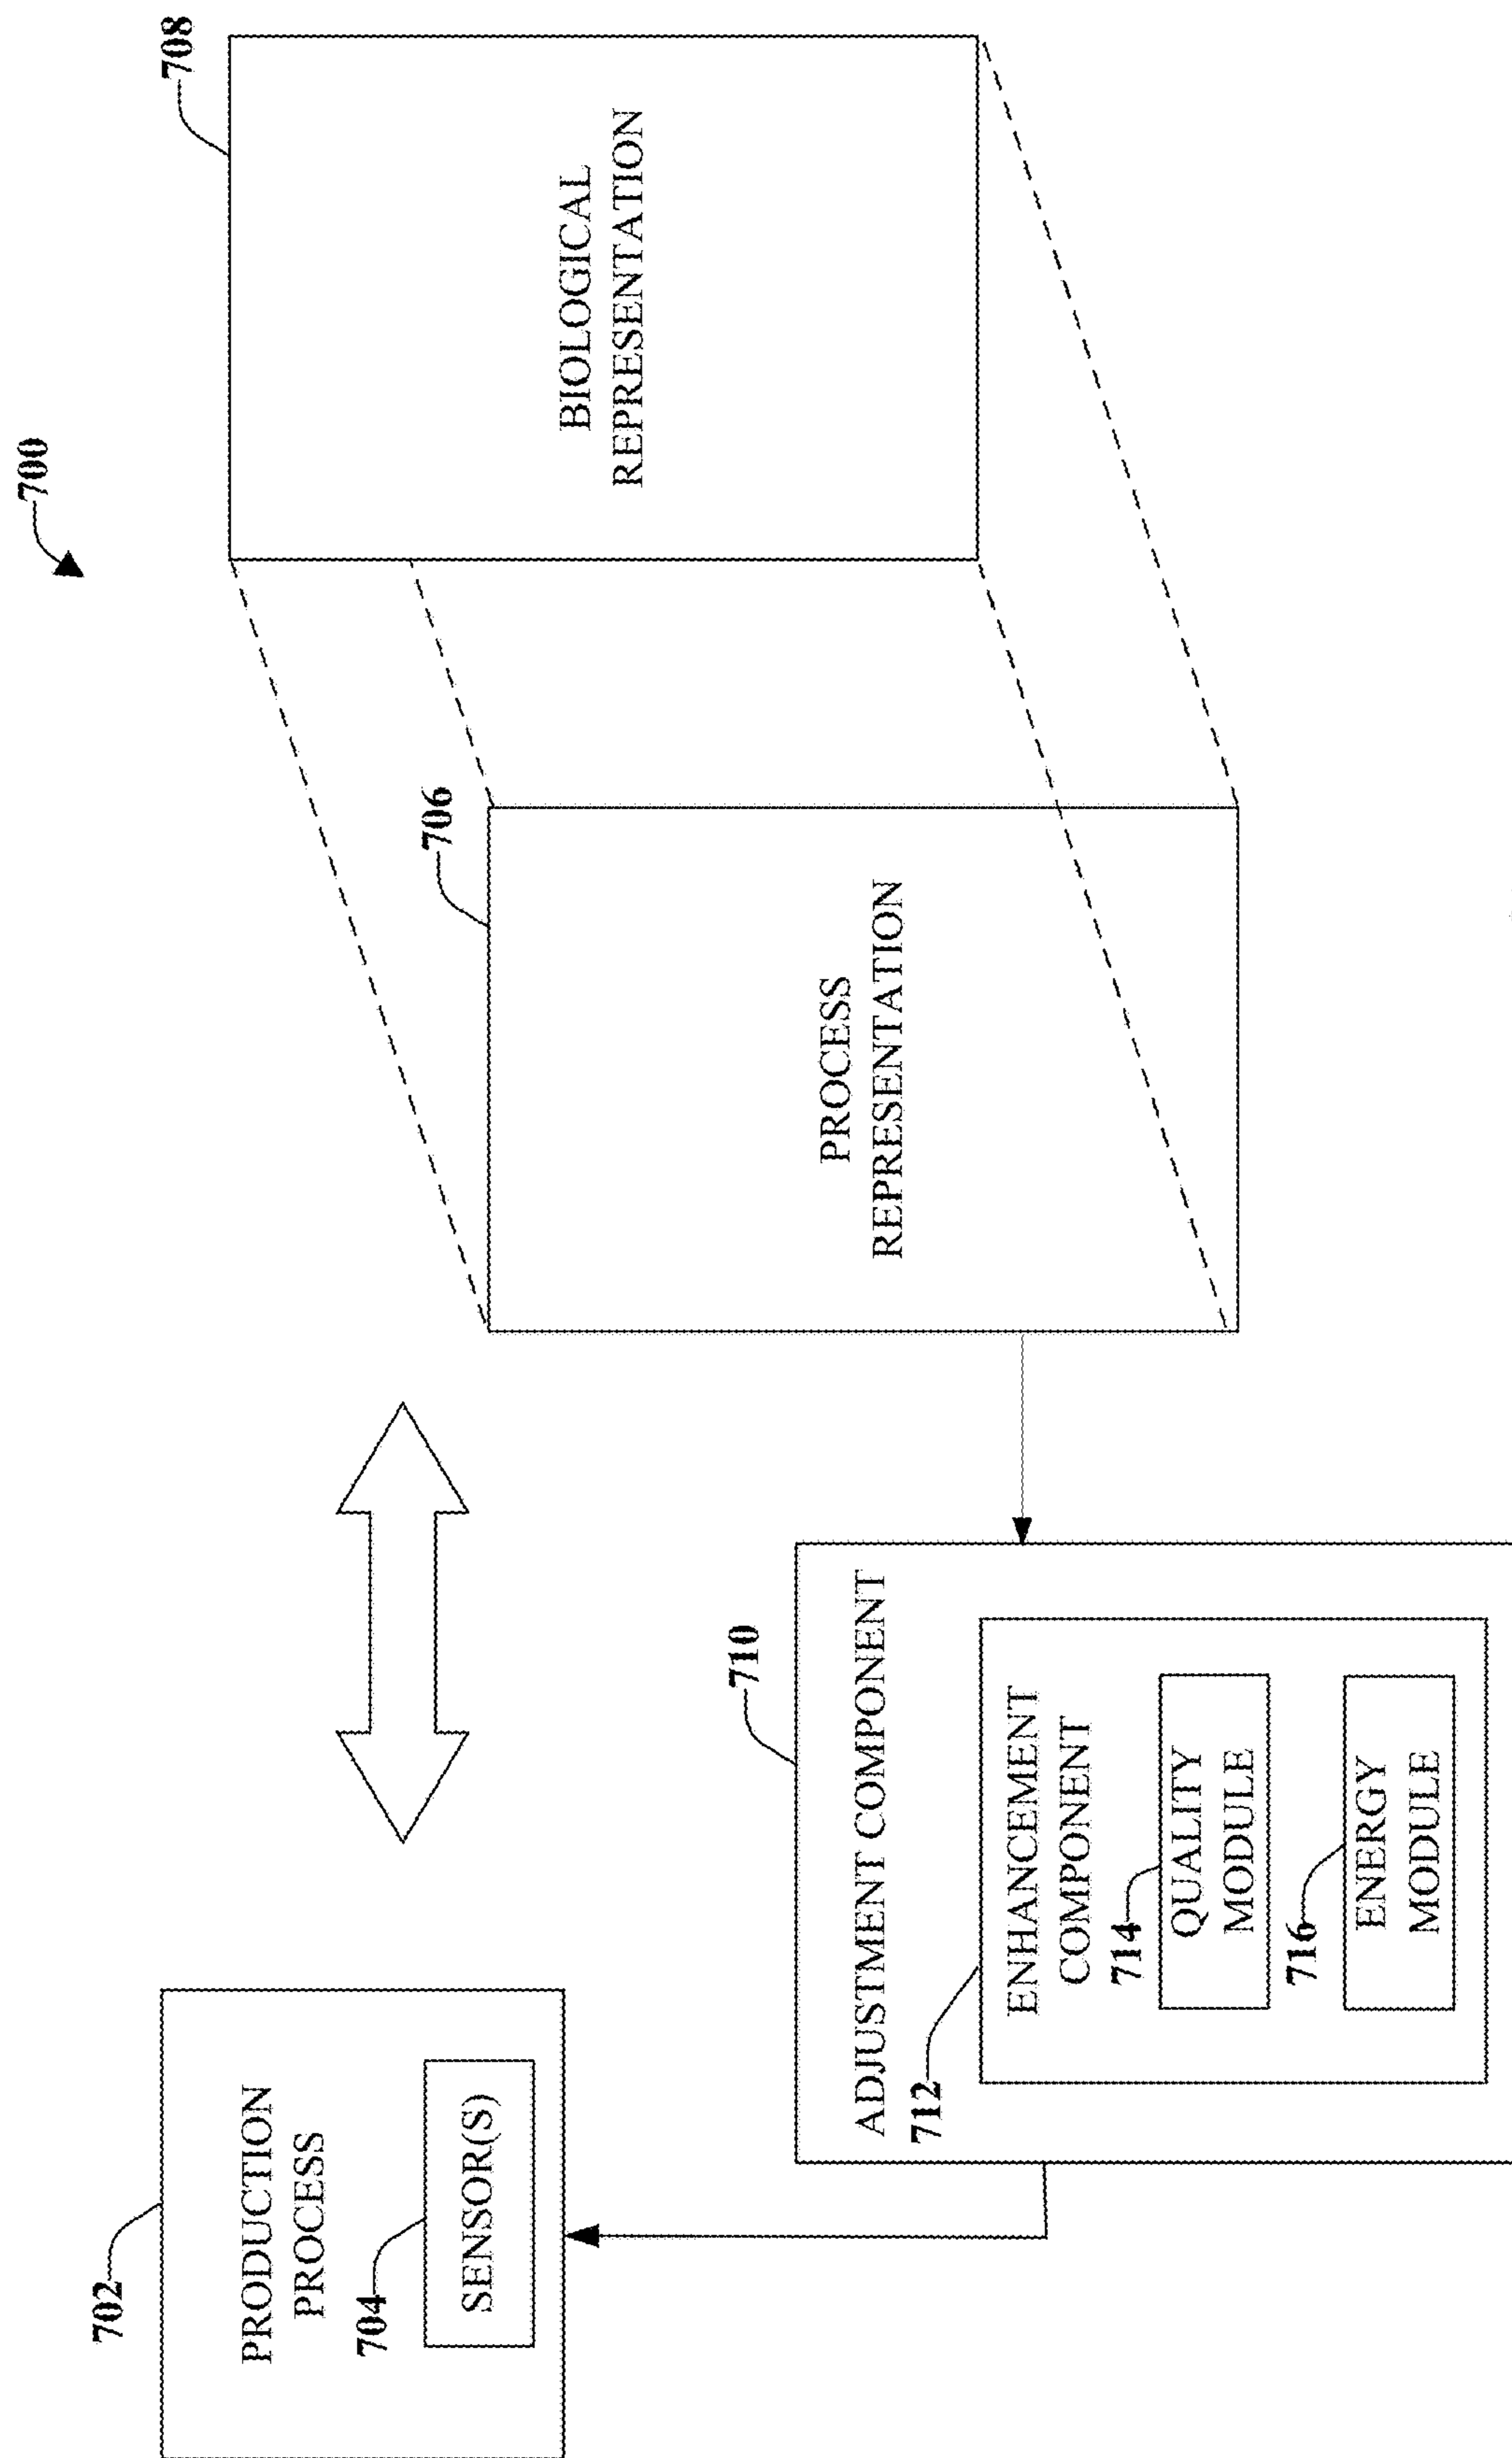 700
702
PRODUCTION
PROCESS
704
SENSOR(S)
706
PROCESS
REPRESENTATION
708
BIOLOGICAL
REPRESENTATION
710
ADJUSTMENT COMPONENT
712
ENHANCEMENT
COMPONENT
714
QUALITY
MODULE
716
ENERGY
MODULE